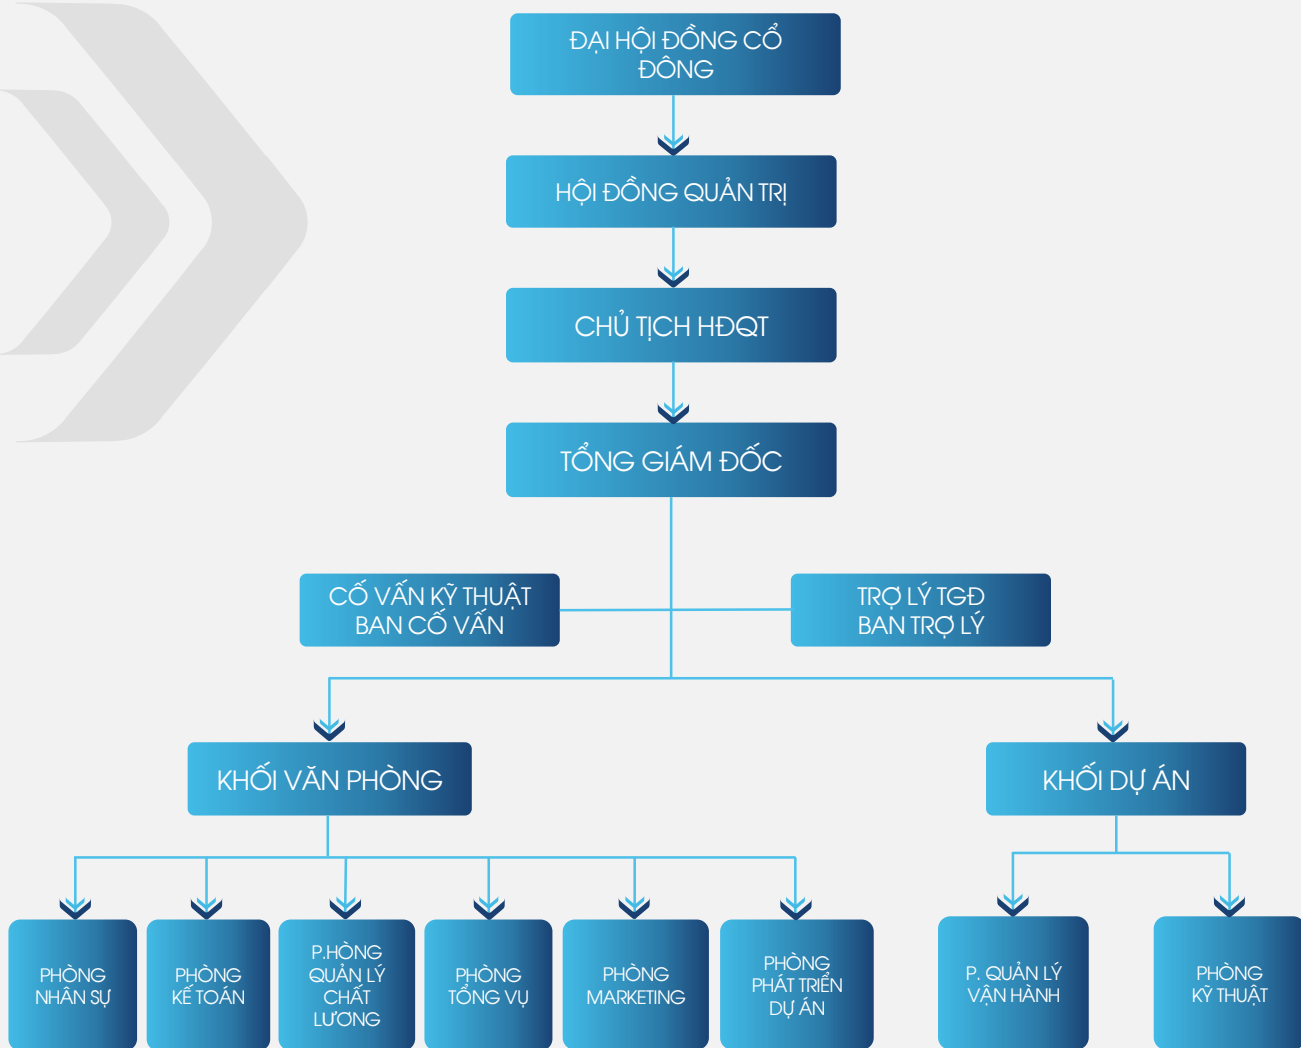 ĐẠI HỘI ĐỒNG CỔ
ĐÔNG
HỘI ĐỒNG QUẢN TRỊ
CHỦ TỊCH HĐQT
TỔNG GIÁM ĐỐC
CỐ VẤN KỸ THUẬT
BAN CỐ VẤN
TRỢ LÝ TGĐ
BAN TRỢ LÝ
KHỐI VĂN PHÒNG
KHỐI DỰ ÁN
PHÒNG
NHÂN SỰ
PHÒNG
KẾ TOÁN
P.HÒNG
QUẢN LÝ
CHẤT
LƯƠNG
PHÒNG
TỔNG VỤ
PHÒNG
MARKETING
PHÒNG
PHÁT TRIỂN
DỰ ÁN
P. QUẢN LÝ
VẬN HÀNH
PHÒNG
KỸ THUẬT